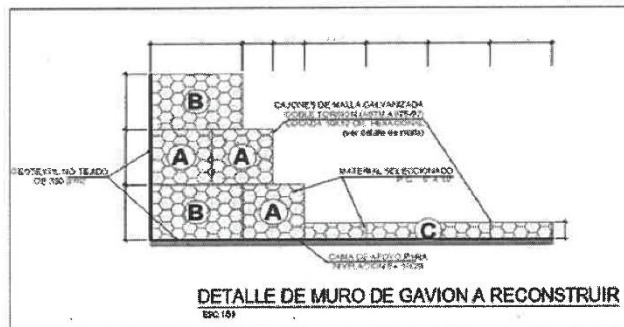 B
CAJONES DE MALLA GALVANIZADA
DOBLE TORSION
(ver detalle de malla)
A
A
GEOTEXTIL NO TEJIDO
MATERIAL SELECCIONADO
B
A
C
CAMA DE APOYO PARA
NIVELACION
DETALLE DE MURO DE GAVION A RECONSTRUIR